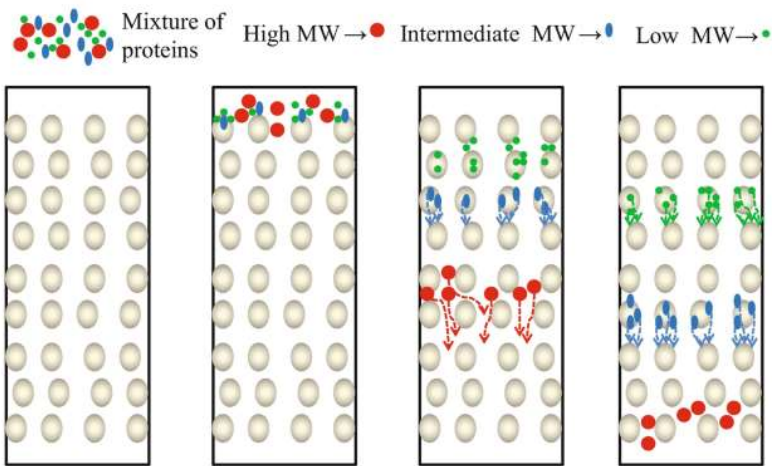 Mixture of
proteins
High MW→
Intermediate MW→
Low MW→